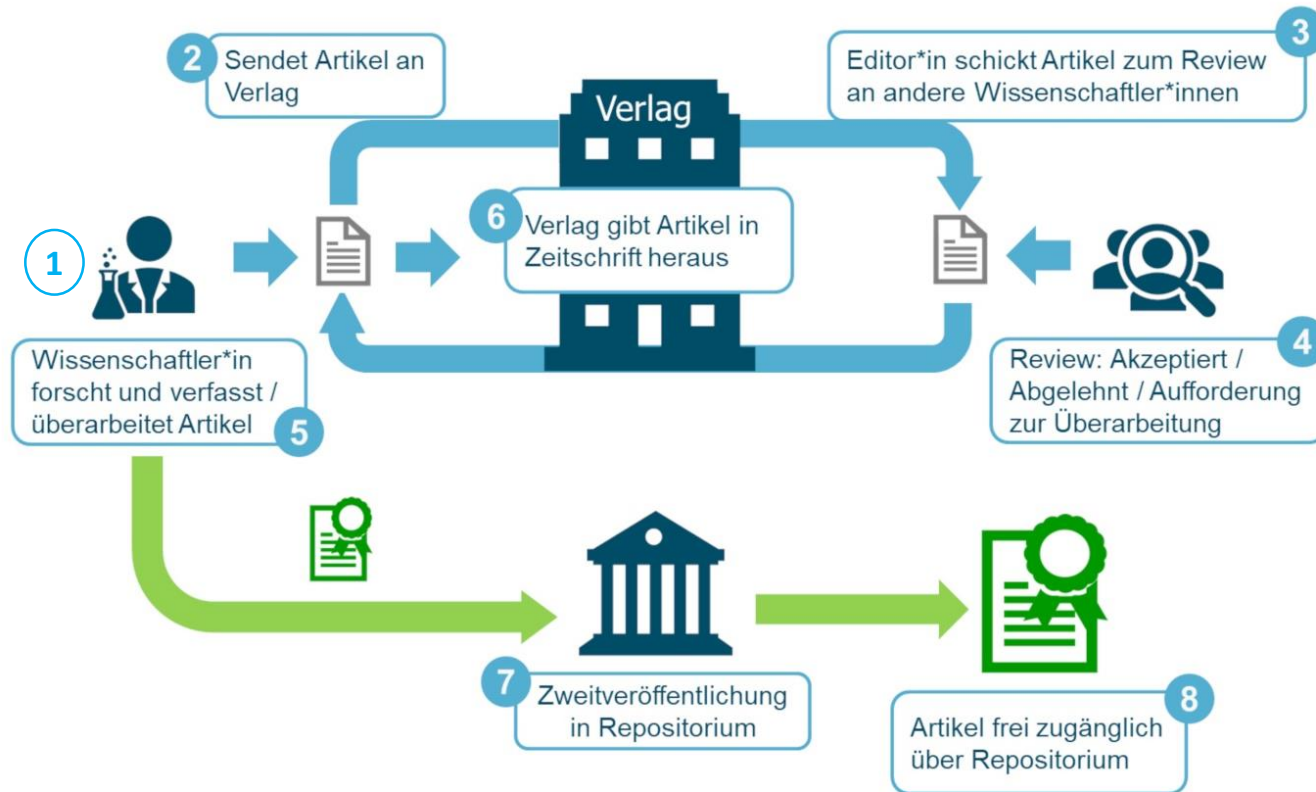 1
Wissenschaftler*in
forscht und verfasst /
überarbeitet Artikel
5
2
Sendet Artikel an
Verlag
Verlag
3
Editor*in schickt Artikel zum Review
an andere Wissenschaftler*innen
4
Review: Akzeptiert /
Abgelehnt / Aufforderung
zur Überarbeitung
6
Verlag gibt Artikel in
Zeitschrift heraus
7
Zweitveröffentlichung
in Repositorium
8
Artikel frei zugänglich
über Repositorium